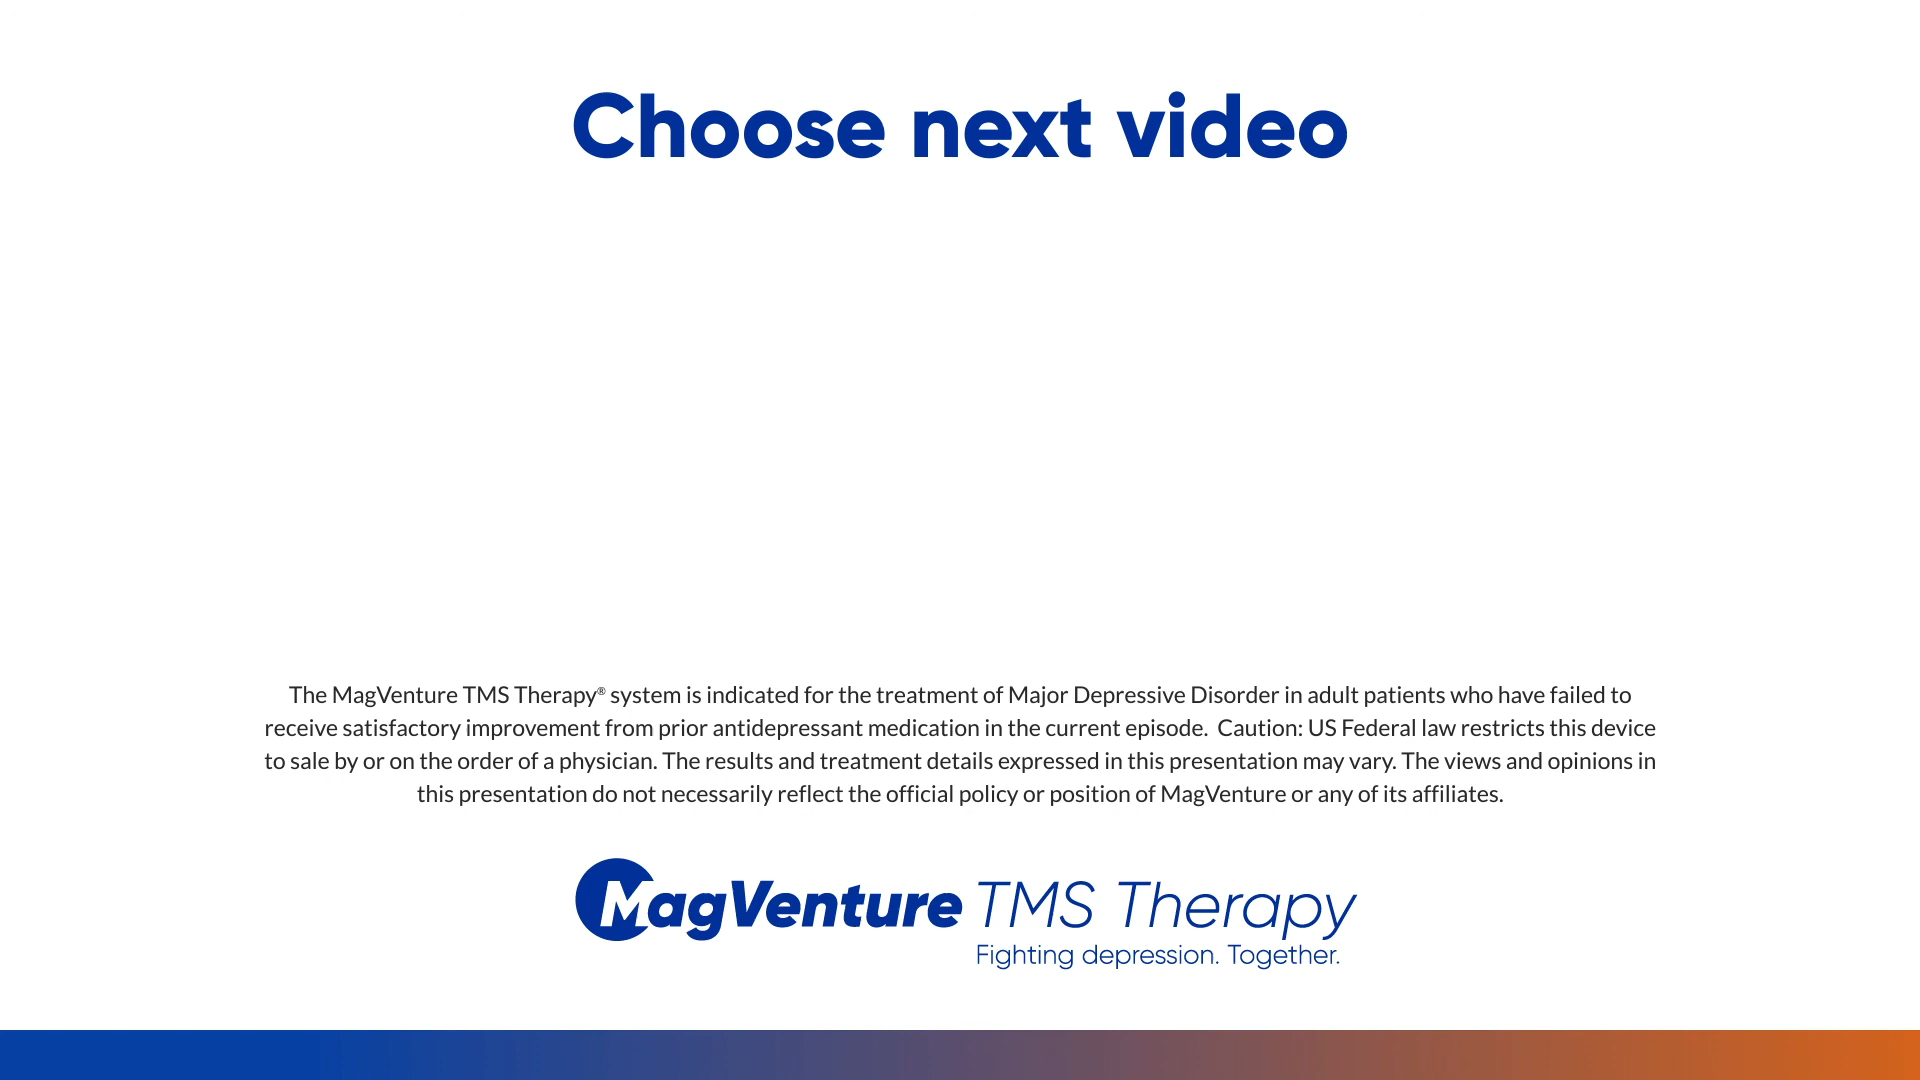 Choose next video
The MagVenture TMS Therapy® system is indicated for the treatment of Major Depressive Disorder in adult patients who have failed to
receive satisfactory improvement from prior antidepressant medication in the current episode.  Caution: US Federal law restricts this device
to sale by or on the order of a physician. The results and treatment details expressed in this presentation may vary. The views and opinions in
this presentation do not necessarily reflect the official policy or position of MagVenture or any of its affiliates.
MagVenture TMS Therapy
Fighting depression. Together.